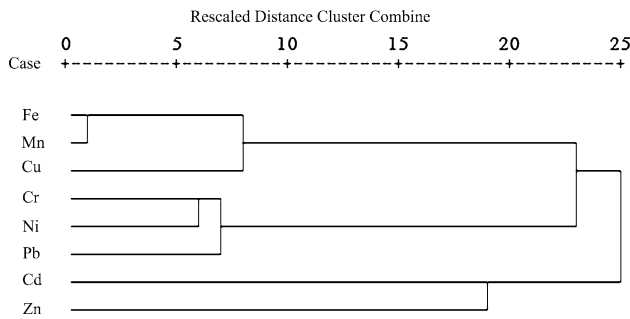 Rescaled Distance Cluster Combine
0 5 10 15 20 25
Case
Fe
Mn
Cu
Cr
Ni
Pb
Cd
Zn